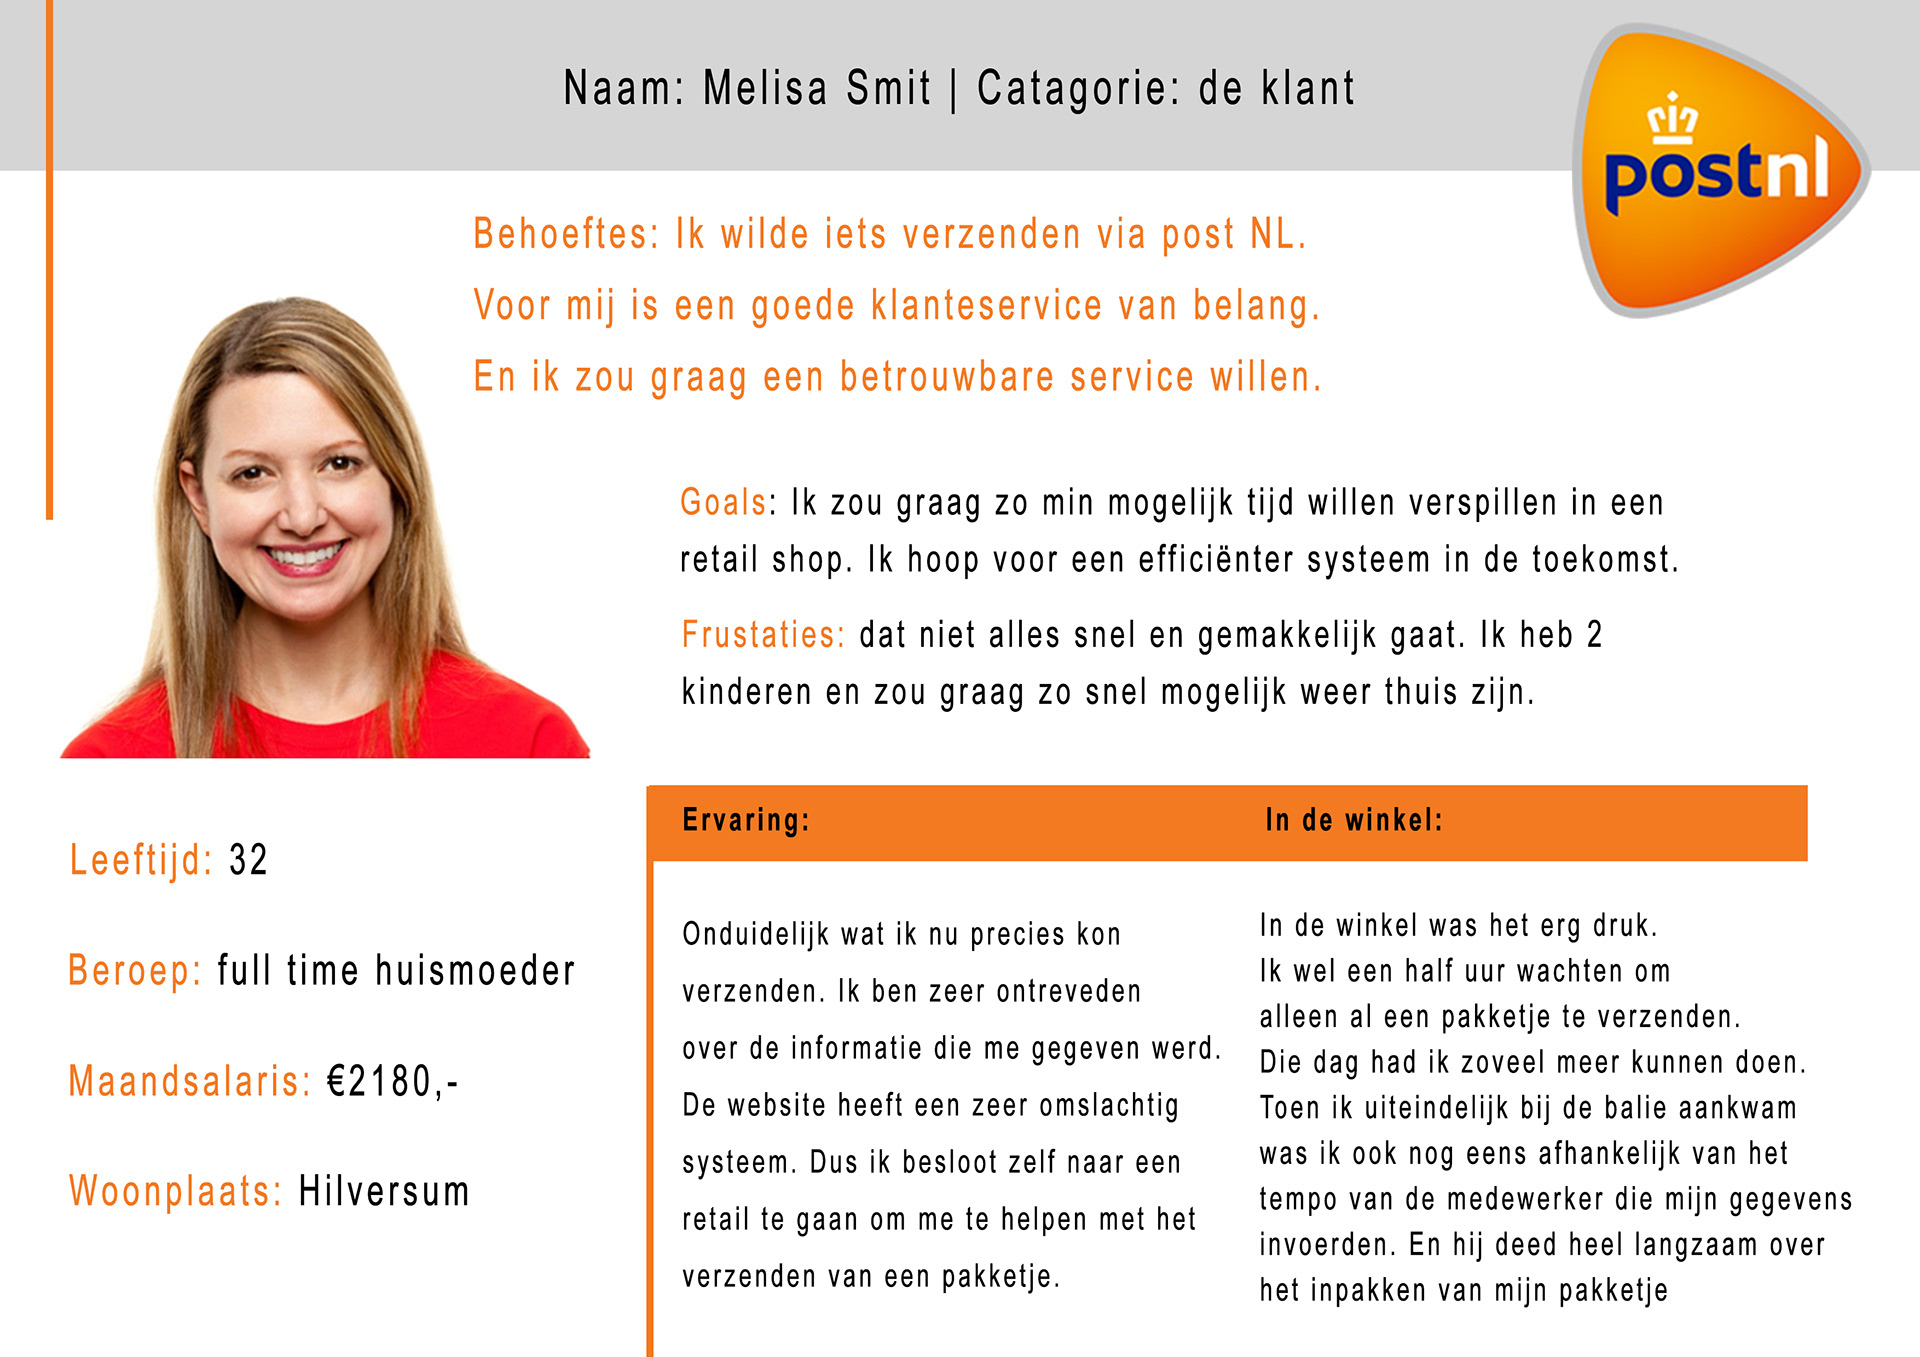 Naam: Melisa Smit | Catagorie: de klant
postnl
Behoeftes: Ik wilde iets verzenden via post NL.
Voor mij is een goede klanteservice van belang.
En ik zou graag een betrouwbare service willen.
Goals: Ik zou graag zo min mogelijk tijd willen verspillen in een
retail shop. Ik hoop voor een efficiënter systeem in de toekomst.
Frustaties: dat niet alles snel en gemakkelijk gaat. Ik heb 2
kinderen en zou graag zo snel mogelijk weer thuis zijn.
Leeftijd: 32
Beroep: full time huismoeder
Maandsalaris: €2180,-
Woonplaats: Hilversum
Ervaring:
Onduidelijk wat ik nu precies kon
verzenden. Ik ben zeer ontreveden
over de informatie die me gegeven werd.
De website heeft een zeer omslachtig
systeem. Dus ik besloot zelf naar een
retail te gaan om me te helpen met het
verzenden van een pakketje.
In de winkel:
In de winkel was het erg druk.
Ik wel een half uur wachten om
alleen al een pakketje te verzenden.
Die dag had ik zoveel meer kunnen doen.
Toen ik uiteindelijk bij de balie aankwam
was ik ook nog eens afhankelijk van het
tempo van de medewerker die mijn gegevens
invoerden. En hij deed heel langzaam over
het inpakken van mijn pakketje